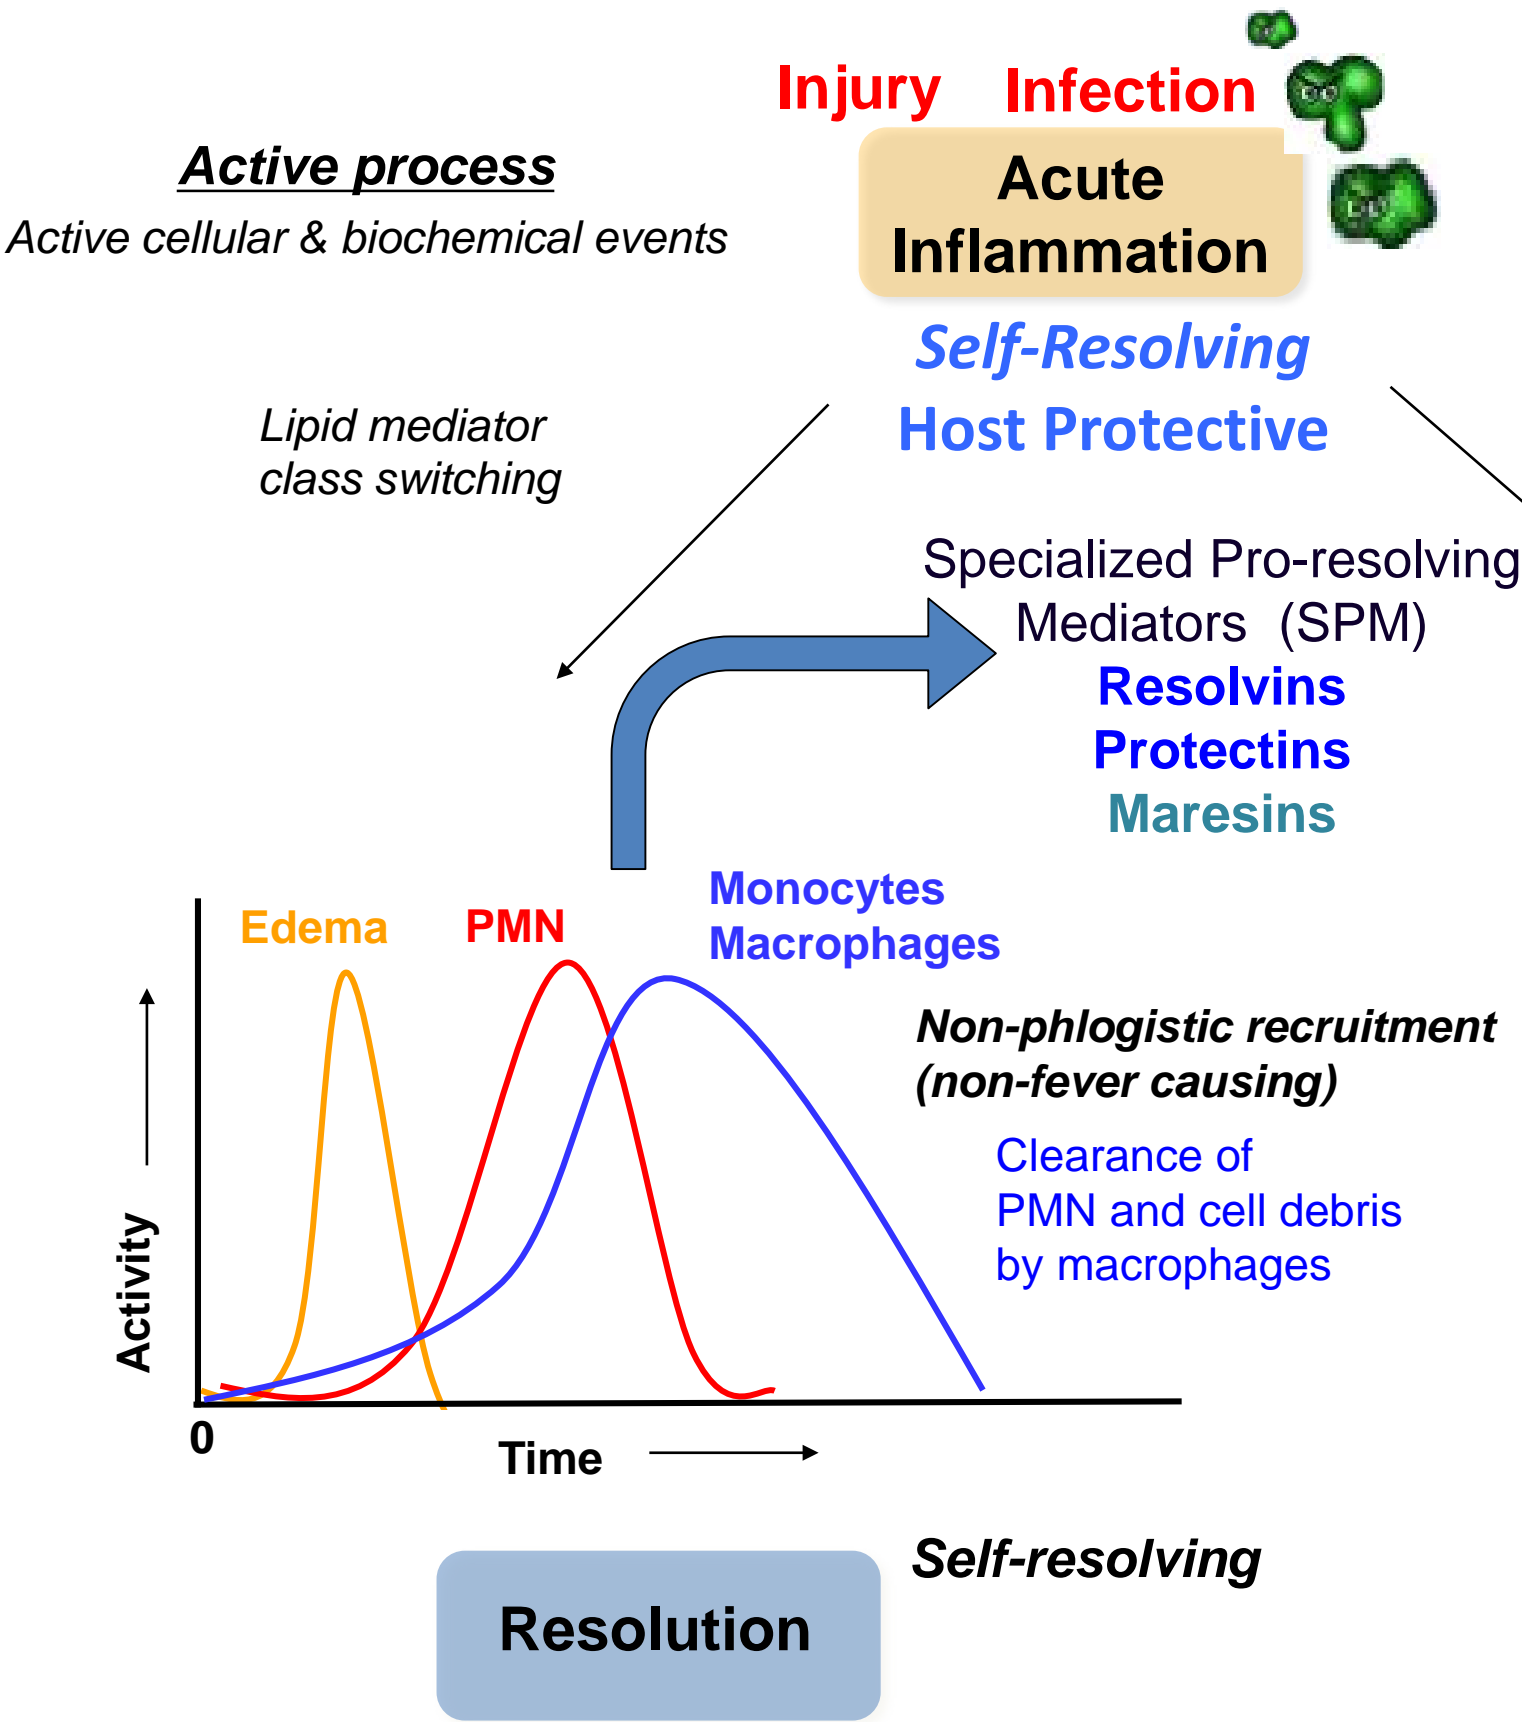 Injury Infection
Active process
Active cellular & biochemical events
Acute
Inflammation
Self-Resolving
Host Protective
Lipid mediator
class switching
Specialized Pro-resolving
Mediators (SPM)
Resolvins
Protectins
Maresins
Monocytes
Macrophages
Edema
PMN
Non-phlogistic recruitment
(non-fever causing)
Clearance of
PMN and cell debris
by macrophages
Activity
0
Time
Self-resolving
Resolution